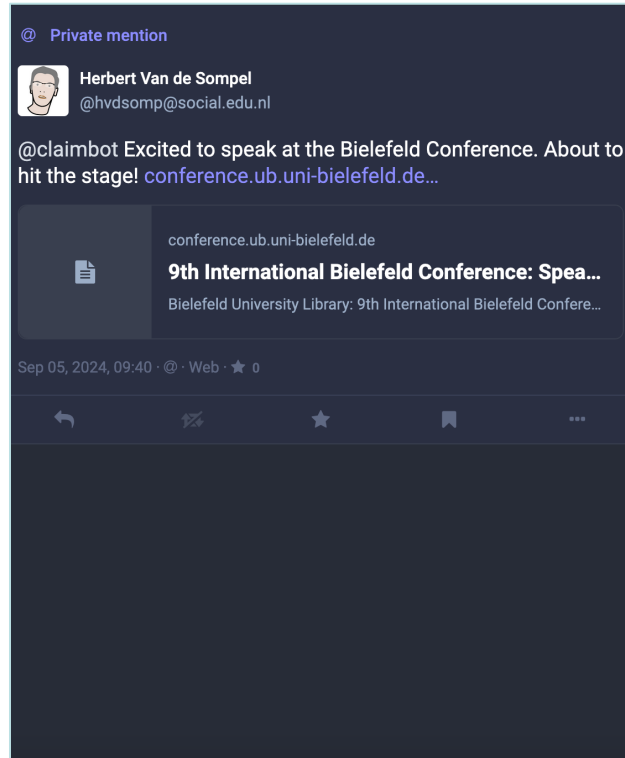 @ Private mention
Herbert Van de Sompel
@hvdsomp@social.edu.nl
@claimbot Excited to speak at the Bielefeld Conference. About to
hit the stage! conference.ub.uni-bielefeld.de…
conference.ub.uni-bielefeld.de
9th International Bielefeld Conference: Spea...
Bielefeld University Library: 9th International Bielefeld Confere...
Sep 05, 2024, 09:40 · @ · Web · ★ 0